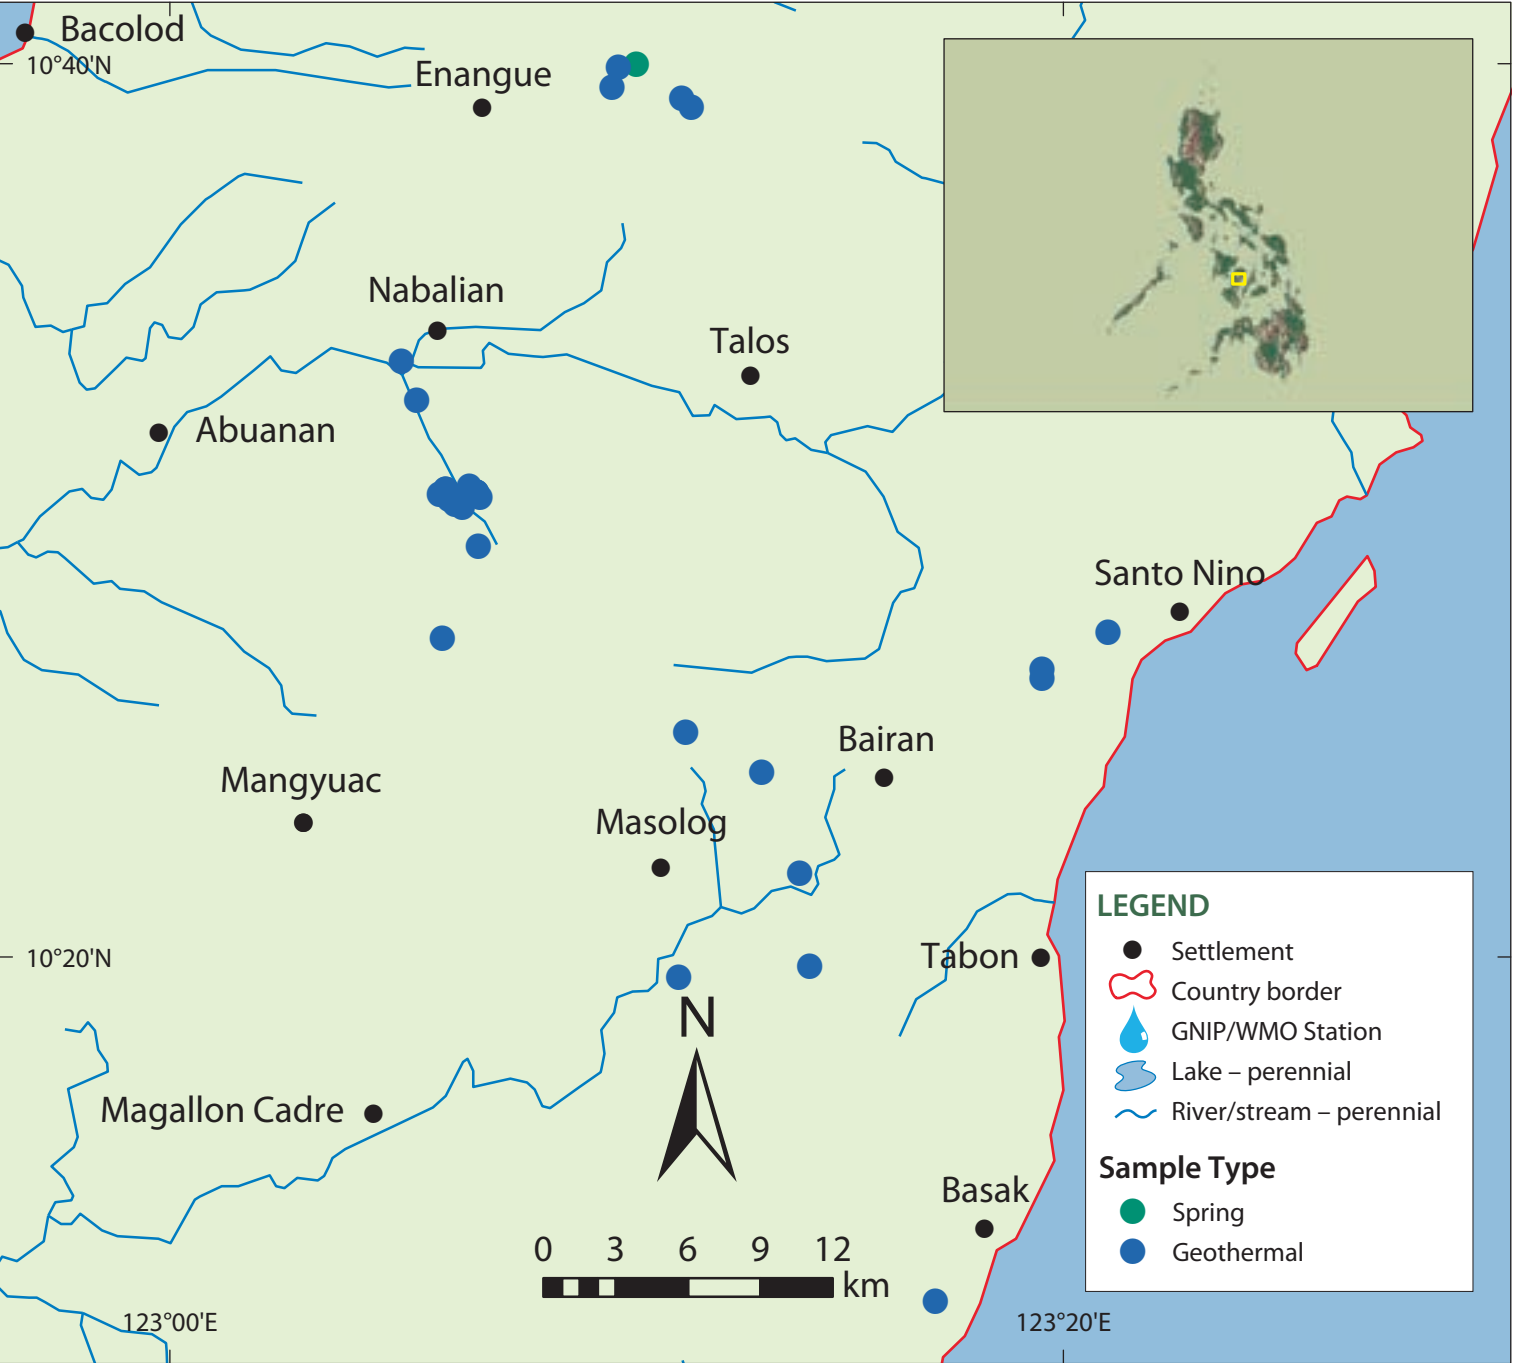 Bacolod
10°40'N
Enangue
Nabalian
Talos
Abuanan
Santo Nino
Bairan
Mangyuac
Masolog
LEGEND
Settlement
Country border
GNIP/WMO Station
Lake – perennial
River/stream – perennial
Sample Type
Spring
Geothermal
10°20'N
Tabon
N
Magallon Cadre
Basak
0 3 6 9 12
km
123°00'E
123°20'E